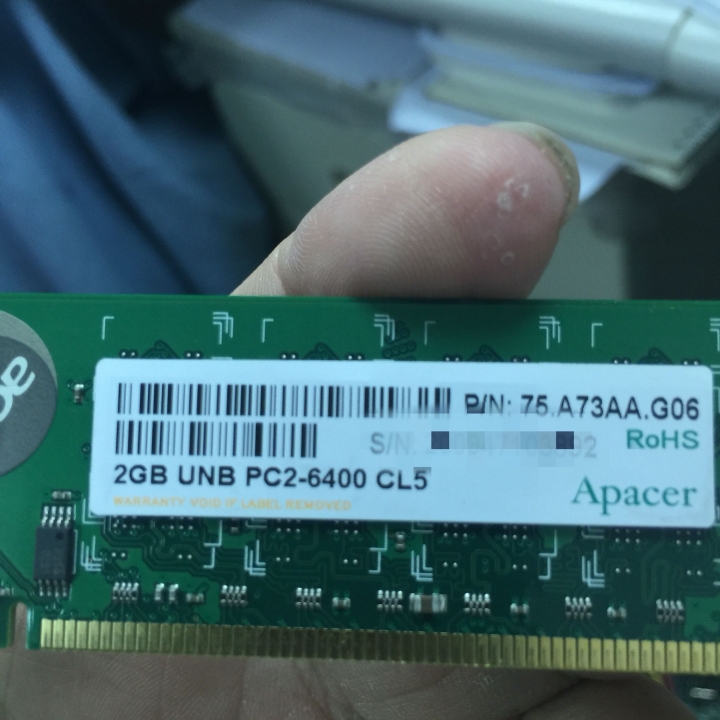 P/N: 75.A73AA.G06
S/N:
RoHS
2GB UNB PC2-6400 CL5
WARRANTY VOID IF LABEL REMOVED
Apacer